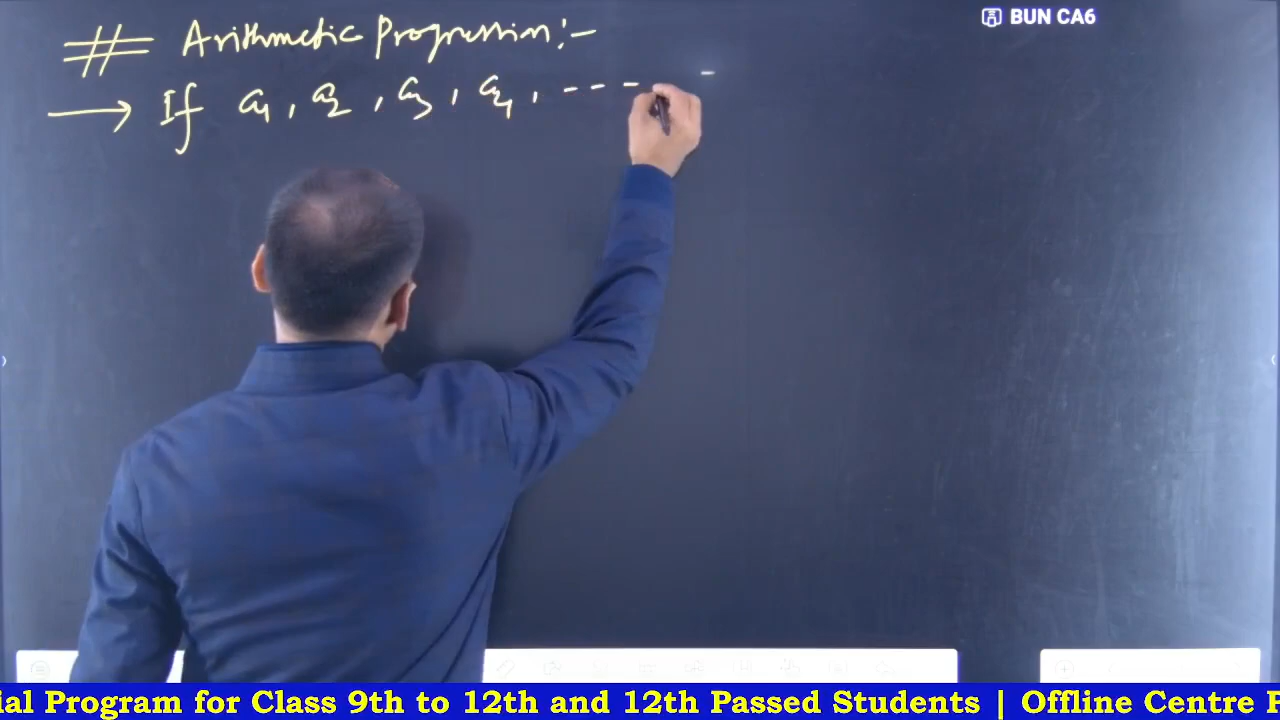 # Arithmetic Progression:-
→ If a1, a2, a3, a4, ----
BUN CA6
ial Program for Class 9th to 12th and 12th Passed Students | Offline Centre